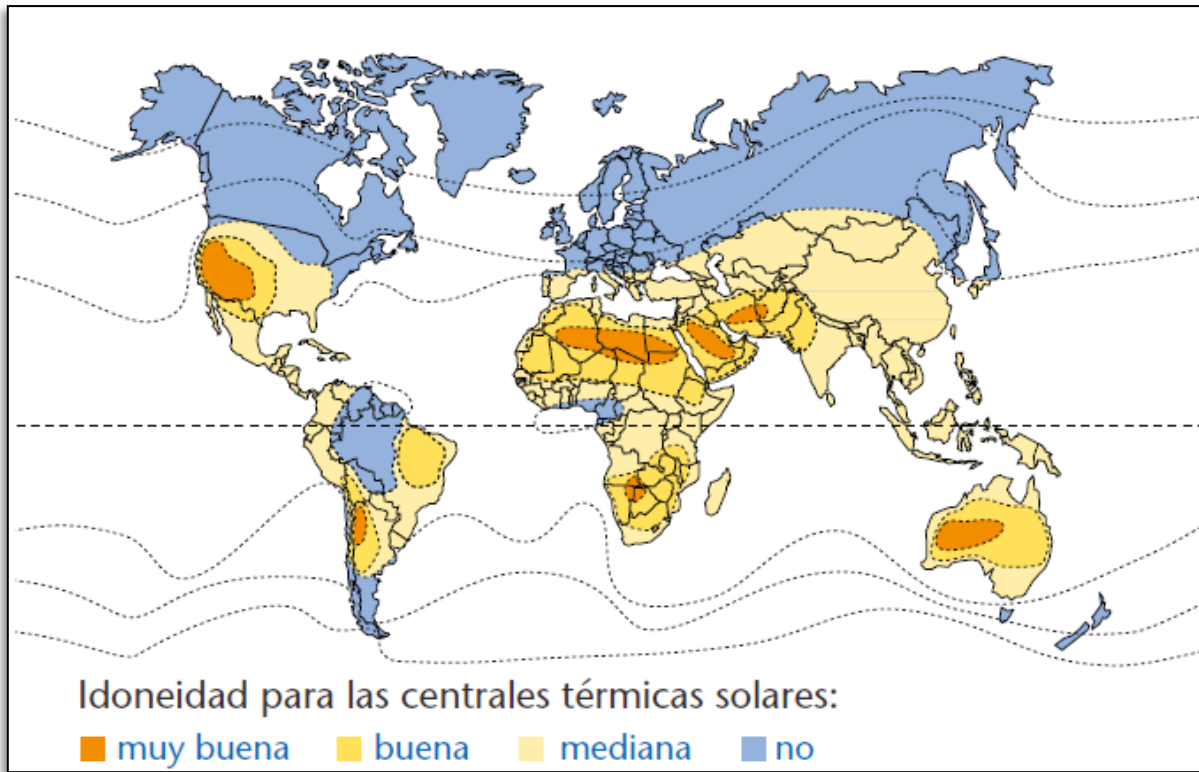 Idoneidad para las centrales térmicas solares:
muy buena buena mediana no